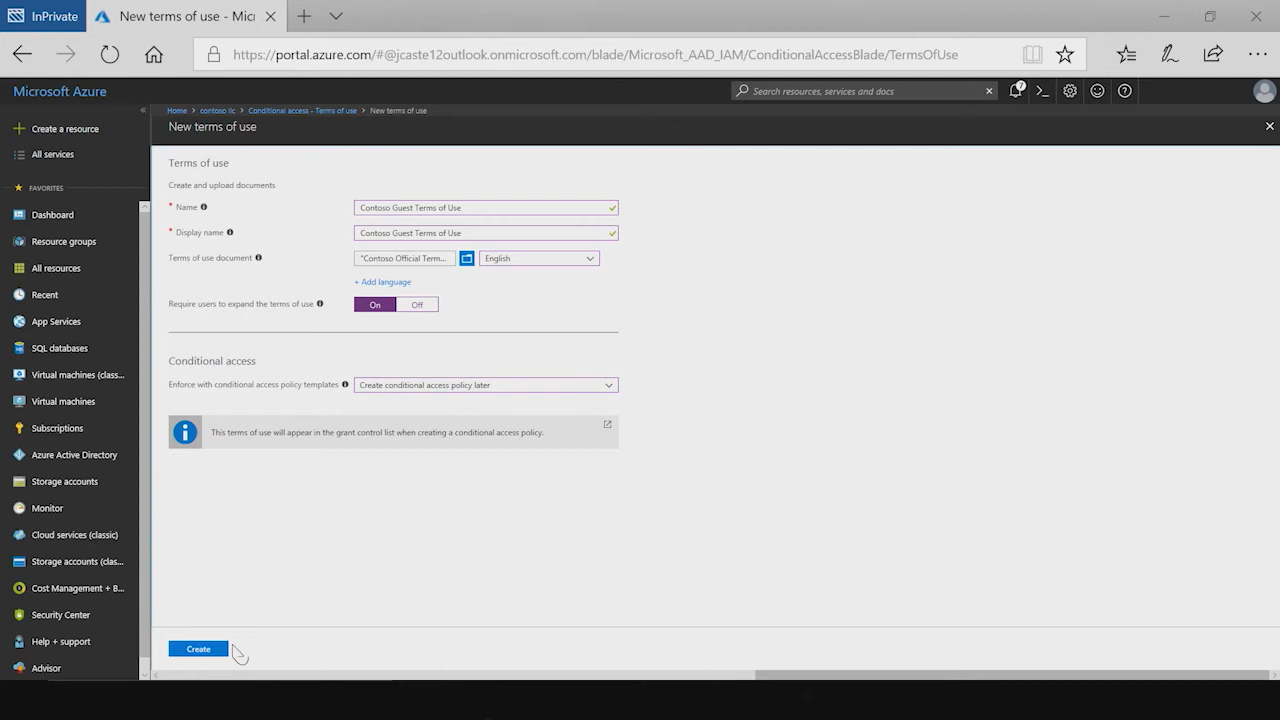 InPrivate
New terms of use - Mic
https://portal.azure.com/#@jcaste12outlook.onmicrosoft.com/blade/Microsoft_AAD_IAM/ConditionalAccessBlade/TermsOfUse
Microsoft Azure
Search resources, services and docs
7
Home > contoso llc > Conditional access - Terms of use > New terms of use
New terms of use
Create a resource
All services
FAVORITES
Dashboard
Resource groups
All resources
Recent
App Services
SQL databases
Virtual machines (class...
Virtual machines
Subscriptions
Azure Active Directory
Storage accounts
Monitor
Cloud services (classic)
Storage accounts (clas...
Cost Management + B...
Security Center
Help + support
Advisor
Terms of use
Create and upload documents
* Name
Contoso Guest Terms of Use
* Display name
Contoso Guest Terms of Use
Terms of use document
"Contoso Official Term...
English
+ Add language
Require users to expand the terms of use
On
Off
Conditional access
Enforce with conditional access policy templates
Create conditional access policy later
This terms of use will appear in the grant control list when creating a conditional access policy.
Create